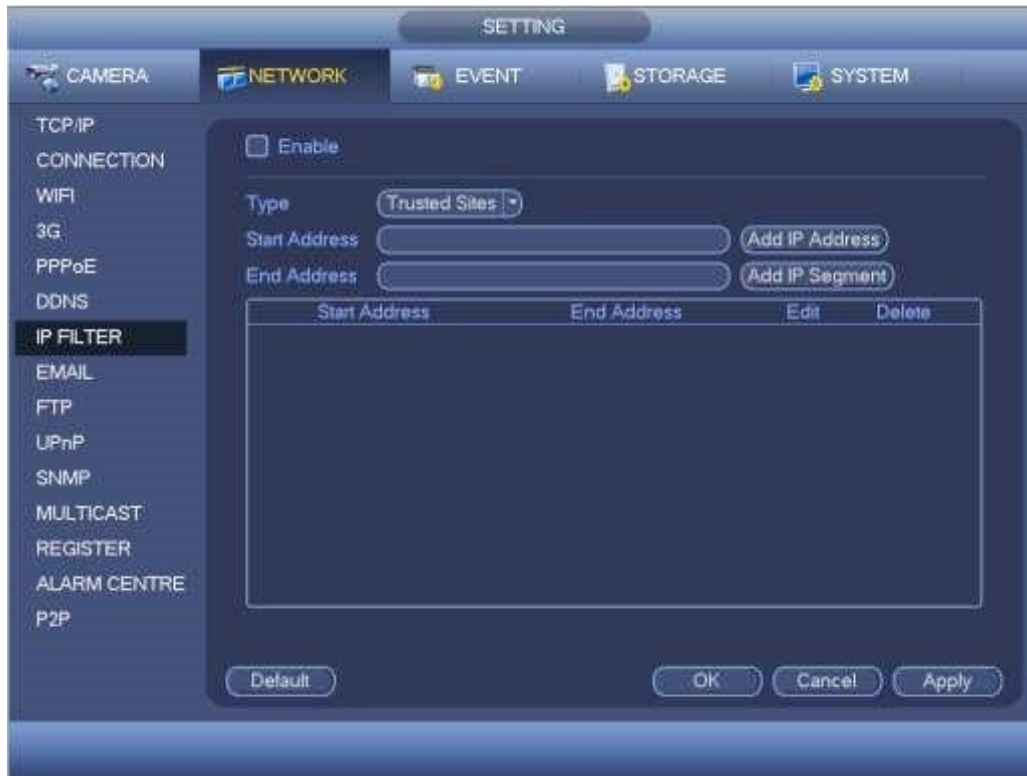 SETTING
CAMERA NETWORK EVENT STORAGE SYSTEM
TCP/IP
CONNECTION
WIFI
3G
PPPoE
DDNS
IP FILTER
EMAIL
FTP
UPnP
SNMP
MULTICAST
REGISTER
ALARM CENTRE
P2P
Enable
Type Trusted Sites
Start Address Add IP Address
End Address Add IP Segment
Start Address End Address Edit Delete
Default OK Cancel Apply